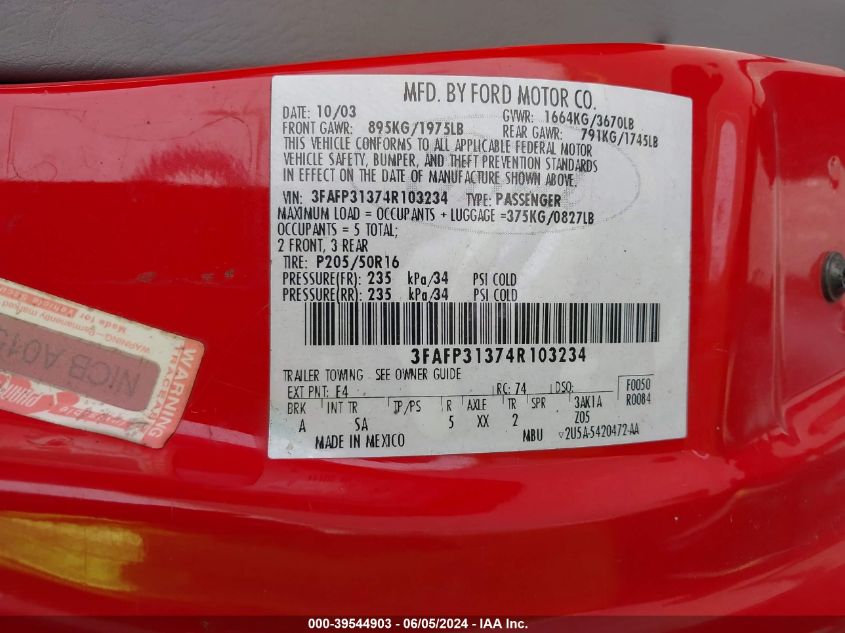 MFD. BY FORD MOTOR CO.
DATE: 10/03 GVWR: 1664KG/3670LB
FRONT GAWR: 895KG/1975LB REAR GAWR: 791KG/1745LB
THIS VEHICLE CONFORMS TO ALL APPLICABLE FEDERAL MOTOR
VEHICLE SAFETY, BUMPER, AND THEFT PREVENTION STANDARDS
IN EFFECT ON THE DATE OF MANUFACTURE SHOWN ABOVE.
VIN: 3FAFP31374R103234 TYPE: PASSENGER
MAXIMUM LOAD = OCCUPANTS + LUGGAGE =375KG/0827LB
OCCUPANTS = 5 TOTAL;
2 FRONT, 3 REAR
TIRE: P205/50R16
PRESSURE(FR): 235 kPa/34 PSI COLD
PRESSURE(RR): 235 kPa/34 PSI COLD
3FAFP31374R103234
TRAILER TOWING - SEE OWNER GUIDE
EXT PNT: E4 RC: 74 DSO: F0050
R0084
BRK INT TR TP/PS R AXLE TR SPR 3AK1A
A SA 5 XX 2 Z05
MADE IN MEXICO MBU 2U5A-5420472-AA
WARNING
NICB A015
000-39544903 - 06/05/2024 - IAA Inc.